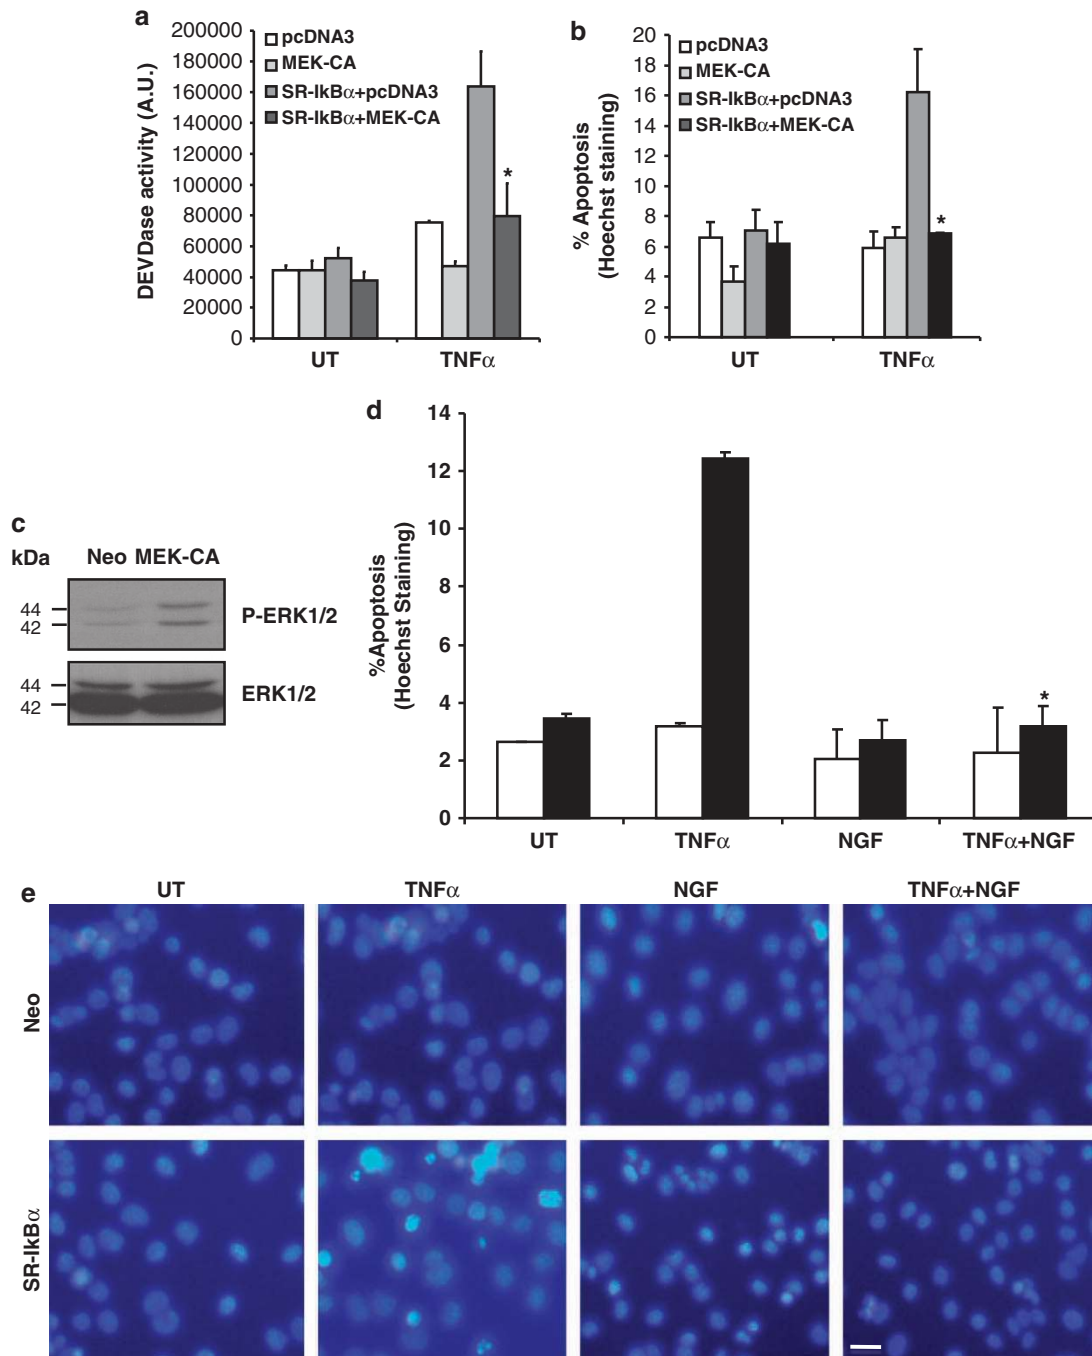 a
200000
180000
160000
140000
120000
100000
80000
60000
40000
20000
0
DEVDase activity (A.U.)
pcDNA3
MEK-CA
SR-IkBα+pcDNA3
SR-IkBα+MEK-CA
*
UT
TNFα
b
20
18
16
14
12
10
8
6
4
2
0
% Apoptosis
(Hoechst staining)
pcDNA3
MEK-CA
SR-IkBα+pcDNA3
SR-IkBα+MEK-CA
*
UT
TNFα
c
kDa
Neo MEK-CA
44
42
P-ERK1/2
44
42
ERK1/2
d
14
12
10
8
6
4
2
0
%Apoptosis
(Hoechst Staining)
*
UT
TNFα
NGF
TNFα+NGF
e
UT
TNFα
NGF
TNFα+NGF
Neo
SR-IkBα